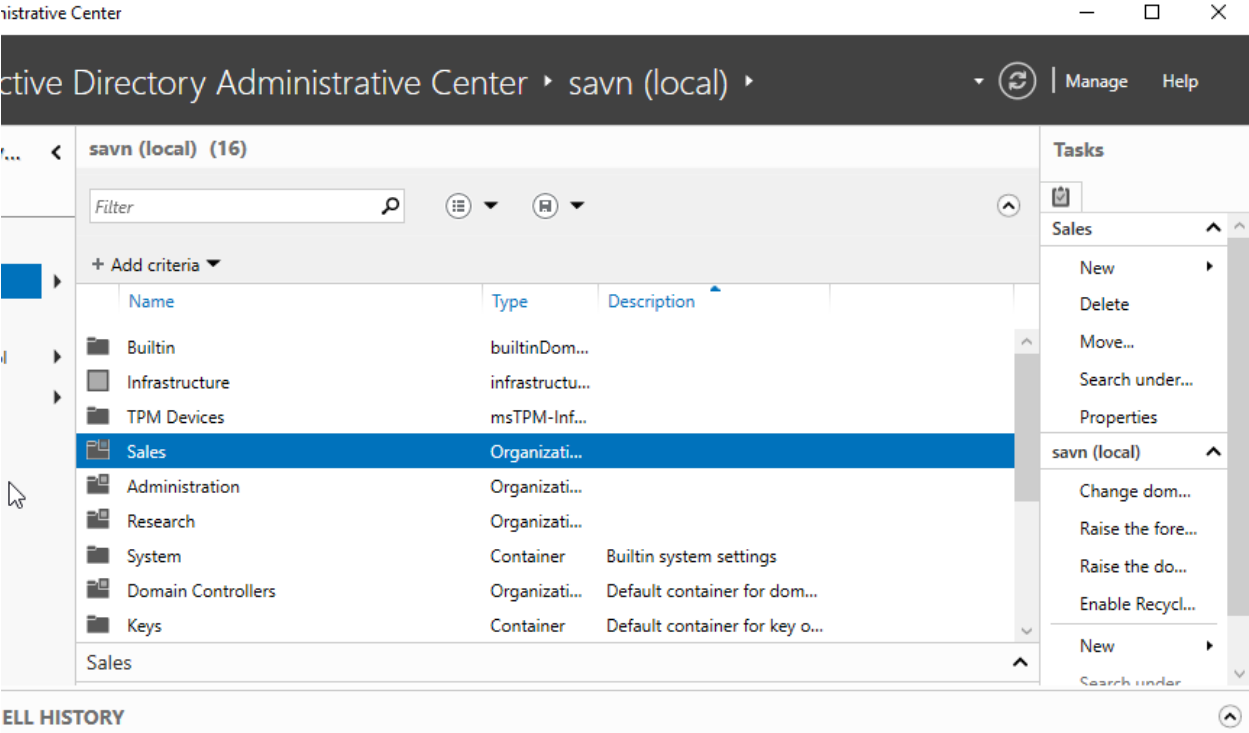 nistrative Center
ctive Directory Administrative Center ‣ savn (local) ‣
Manage Help
savn (local) (16)
Tasks
Filter
Sales
+ Add criteria
New
Name Type Description
Delete
Builtin builtinDom...
Move...
Infrastructure infrastructu...
Search under...
TPM Devices msTPM-Inf...
Properties
Sales Organizati...
savn (local)
Administration Organizati...
Change dom...
Research Organizati...
Raise the fore...
System Container Builtin system settings
Raise the do...
Domain Controllers Organizati... Default container for dom...
Enable Recycl...
Keys Container Default container for key o...
New
Sales
Search under
ELL HISTORY